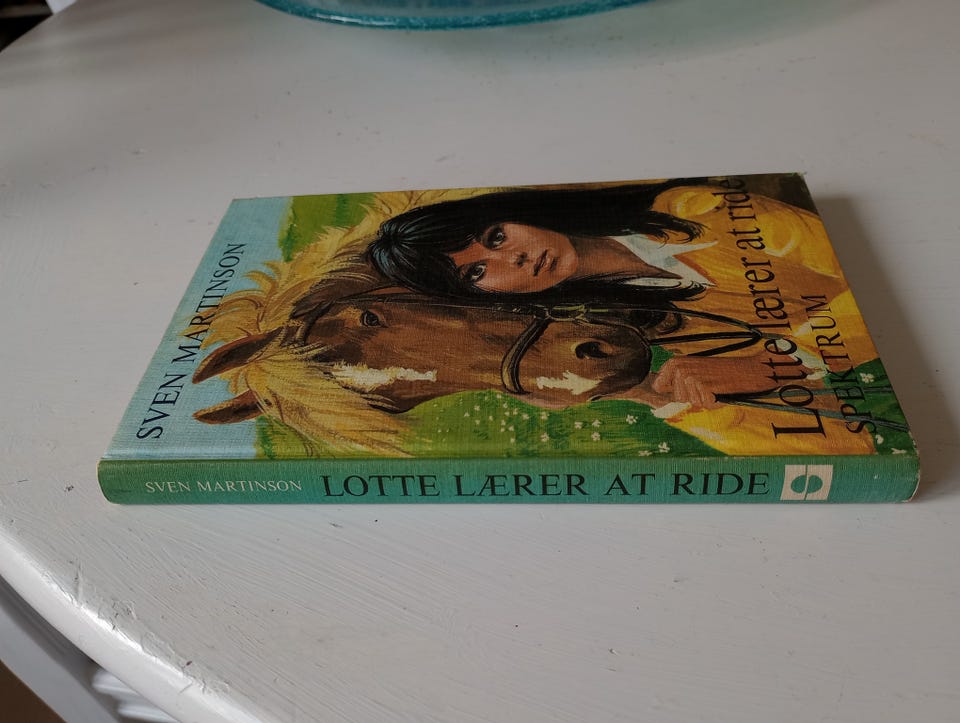 SVEN MARTINSON
Lotte lærer at ride
SPEKTRUM
SVEN MARTINSON LOTTE LÆRER AT RIDE